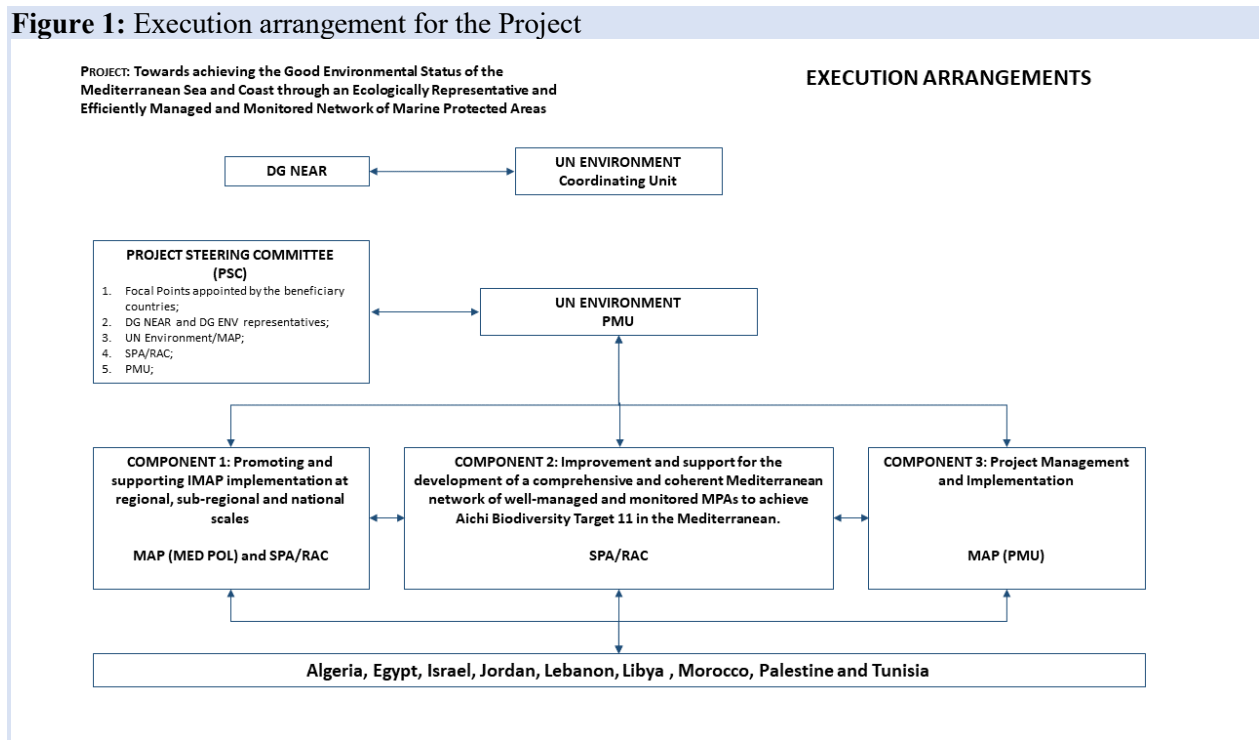 Figure 1: Execution arrangement for the Project
PROJECT: Towards achieving the Good Environmental Status of the
Mediterranean Sea and Coast through an Ecologically Representative and
Efficiently Managed and Monitored Network of Marine Protected Areas
EXECUTION ARRANGEMENTS
DG NEAR
UN ENVIRONMENT
Coordinating Unit
PROJECT STEERING COMMITTEE
(PSC)
1. Focal Points appointed by the beneficiary
countries;
2. DG NEAR and DG ENV representatives;
3. UN Environment/MAP;
4. SPA/RAC;
5. PMU;
UN ENVIRONMENT
PMU
COMPONENT 1: Promoting and
supporting IMAP implementation at
regional, sub-regional and national
scales
MAP (MED POL) and SPA/RAC
COMPONENT 2: Improvement and support for the
development of a comprehensive and coherent Mediterranean
network of well-managed and monitored MPAs to achieve
Aichi Biodiversity Target 11 in the Mediterranean.
SPA/RAC
COMPONENT 3: Project Management
and Implementation
MAP (PMU)
Algeria, Egypt, Israel, Jordan, Lebanon, Libya , Morocco, Palestine and Tunisia